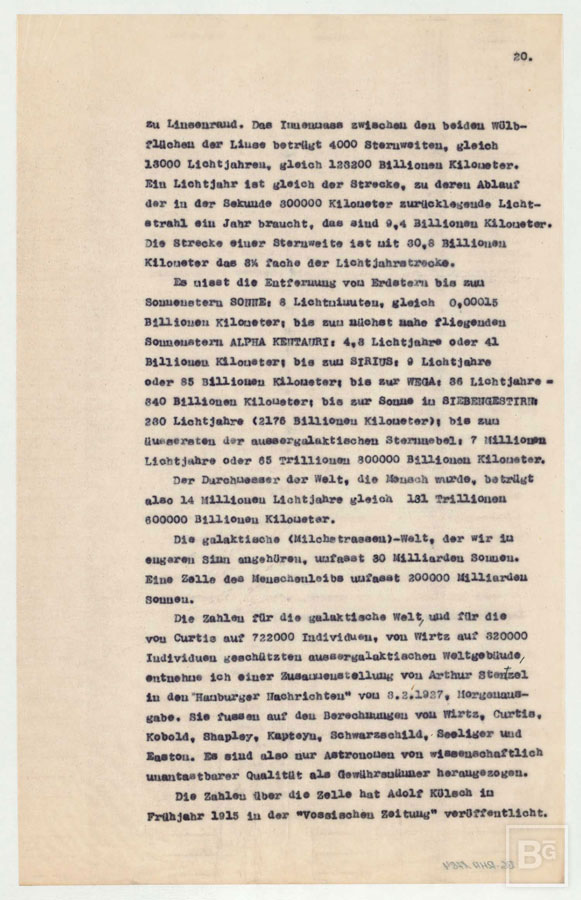 20.
zu Linsenrand. Das Innenmass zwischen den beiden Wölb-
flächen der Linse beträgt 4000 Sternweiten, gleich
13000 Lichtjahren, gleich 123200 Billionen Kilometer.
Ein Lichtjahr ist gleich der Strecke, zu deren Ablauf
der in der Sekunde 300000 Kilometer zurücklegende Licht-
strahl ein Jahr braucht, das sind 9,4 Billionen Kilometer.
Die Strecke einer Sternweite ist mit 30,8 Billionen
Kilometer das 3¼ fache der Lichtjahrstrecke.
Es misst die Entfernung von Erdstern bis zum
Sonnenstern SONNE: 8 Lichtminuten, gleich 0,00015
Billionen Kilometer; bis zum nächst nahe fliegenden
Sonnenstern ALPHA KENTAURI: 4,3 Lichtjahre oder 41
Billionen Kilometer; bis zum SIRIUS: 9 Lichtjahre
oder 85 Billionen Kilometer; bis zur WEGA: 36 Lichtjahre =
340 Billionen Kilometer; bis zur Sonne im SIEBENGESTIRN:
230 Lichtjahre (2176 Billionen Kilometer); bis zum
äussersten der aussergalaktischen Sternnebel: 7 Millionen
Lichtjahre oder 65 Trillionen 800000 Billionen Kilometer.
Der Durchmesser der Welt, die Mensch wurde, beträgt
also 14 Millionen Lichtjahre gleich 131 Trillionen
600000 Billionen Kilometer.
Die galaktische (Milchstrassen)-Welt, der wir im
engeren Sinn angehören, umfasst 30 Milliarden Sonnen.
Eine Zelle des Menschenleibs umfasst 200000 Milliarden
Sonnen.
Die Zahlen für die galaktische Welt, und für die
von Curtis auf 722000 Individuen, von Wirtz auf 320000
Individuen geschätzten aussergalaktischen Weltgebäude,
entnehme ich einer Zusammenstellung von Arthur Stentzel
in den "Hamburger Nachrichten" vom 3.2.1927, Morgenaus-
gabe. Sie fussen auf den Berechnungen von Wirtz, Curtis,
Kobold, Shapley, Kapteyn, Schwarzschild, Seeliger und
Easton. Es sind also nur Astronomen von wissenschaftlich
unantastbarer Qualität als Gewährsmänner herangezogen.
Die Zahlen über die Zelle hat Adolf Kölsch im
Frühjahr 1915 in der "Vossischen Zeitung" veröffentlicht.
BG